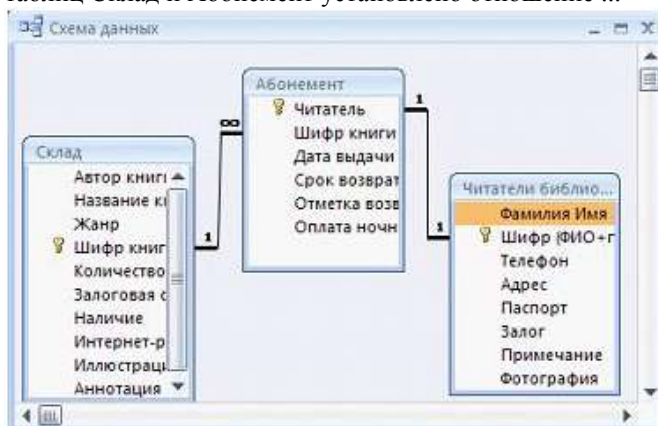 таблиц Склад и Абонемент установлено отношение ...
Схема данных
Абонемент
Читатель
Шифр книги
Дата выдачи
Срок возврат
Отметка возв
Оплата ночн
Склад
Автор книги
Название кн
Жанр
Шифр книг
Количество
Залоговая с
Наличие
Интернет-р
Иллюстраци
Аннотация
Читатели библио...
Фамилия Имя
Шифр (ФИО+г
Телефон
Адрес
Паспорт
Залог
Примечание
Фотография
∞
1
1
1